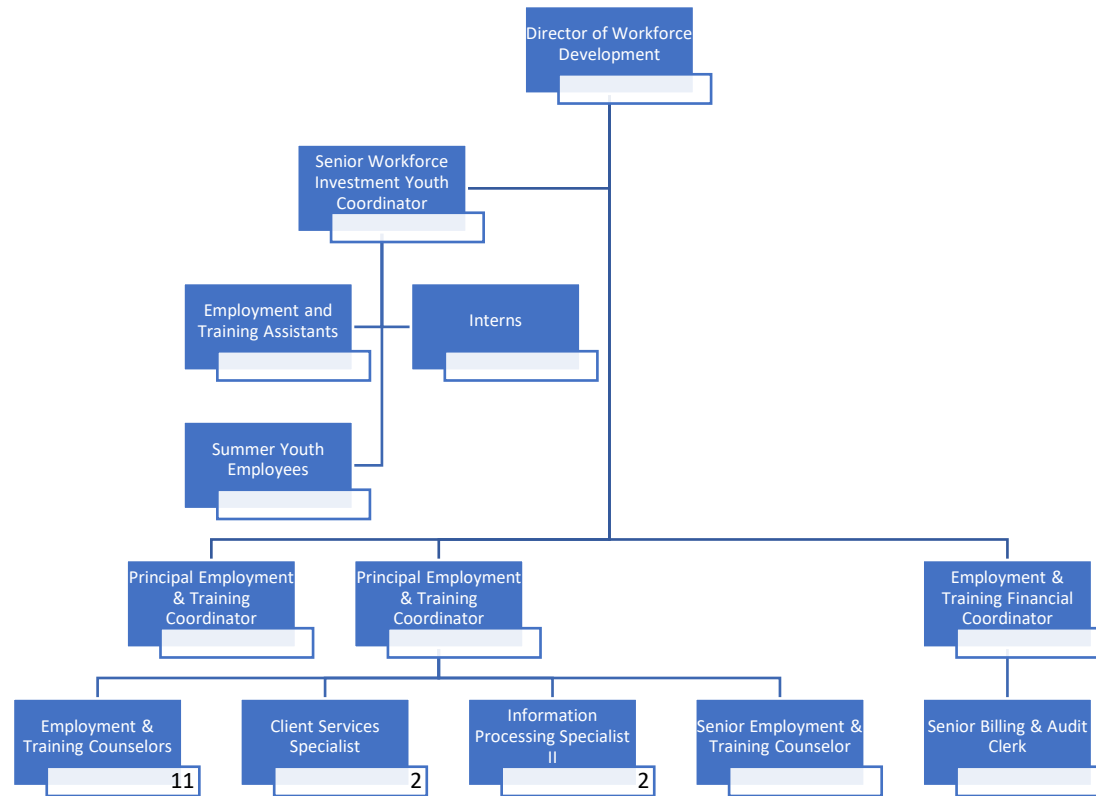 Director of Workforce
Development
Senior Workforce
Investment Youth
Coordinator
Employment and
Training Assistants
Interns
Summer Youth
Employees
Principal Employment
& Training
Coordinator
Principal Employment
& Training
Coordinator
Employment &
Training Financial
Coordinator
Employment &
Training Counselors
11
Client Services
Specialist
2
Information
Processing Specialist
II
2
Senior Employment &
Training Counselor
Senior Billing & Audit
Clerk